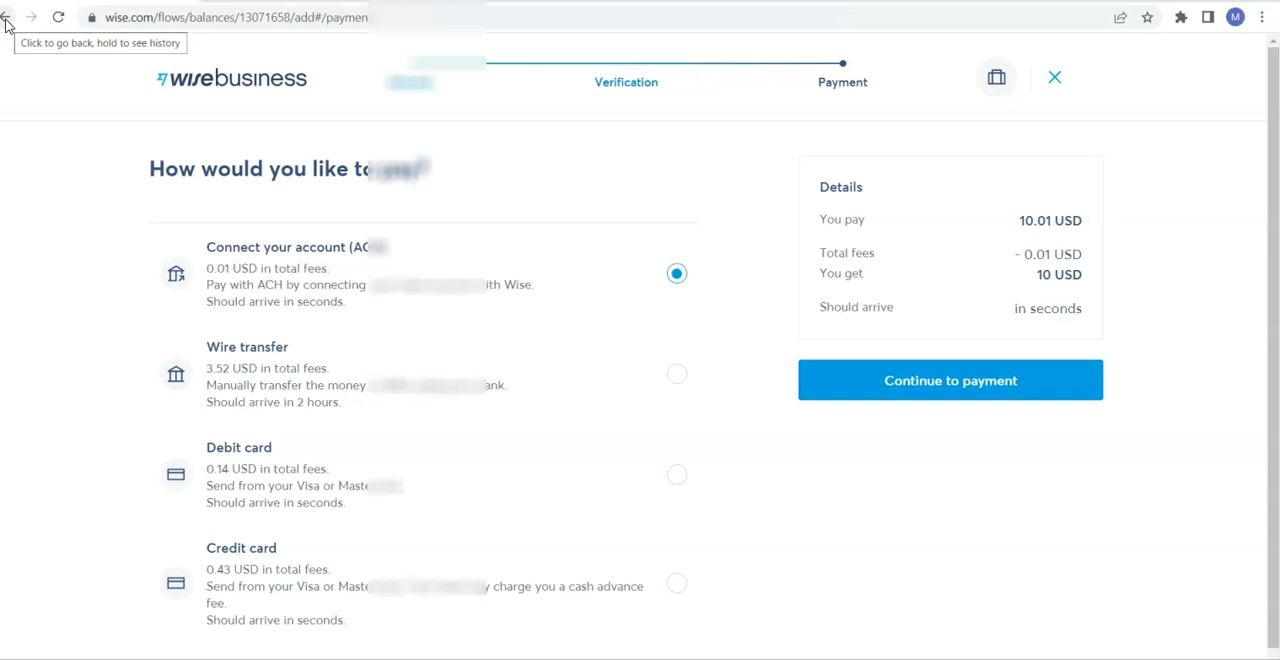 wise.com/flows/balances/13071658/add#/paymen
M
Click to go back, hold to see history
wisebusiness
Verification
Payment
How would you like
Details
You pay 10.01 USD
Total fees - 0.01 USD
You get 10 USD
Should arrive in seconds
Continue to payment
Connect your account
0.01 USD in total fees.
Pay with ACH by connecting with Wise.
Should arrive in seconds.
Wire transfer
3.52 USD in total fees.
Manually transfer the money
Should arrive in 2 hours.
Debit card
0.14 USD in total fees.
Send from your Visa or
Should arrive in seconds.
Credit card
0.43 USD in total fees.
Send from your Visa or charge you a cash advance
fee.
Should arrive in seconds.